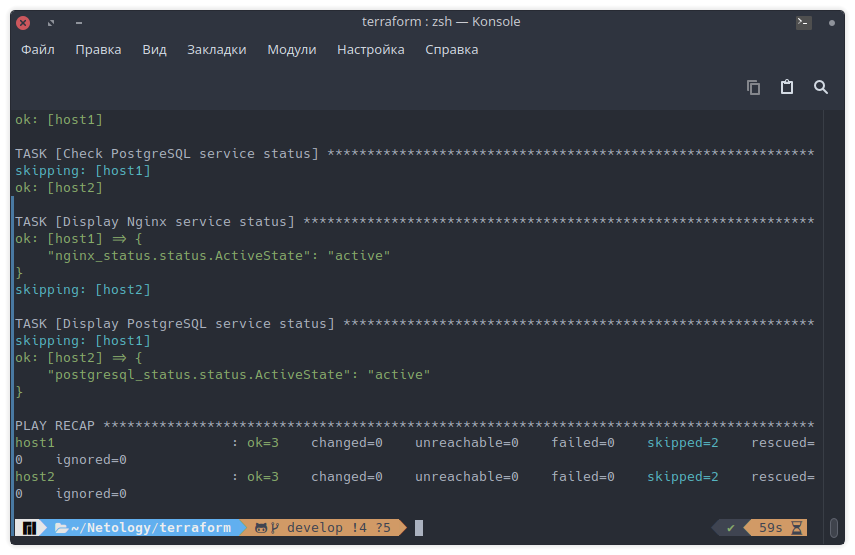 terraform : zsh — Konsole
Файл Правка Вид Закладки Модули Настройка Справка
ok: [host1]
TASK [Check PostgreSQL service status] *************************************************************
skipping: [host1]
ok: [host2]
TASK [Display Nginx service status] ****************************************************************
ok: [host1] => {
    "nginx_status.status.ActiveState": "active"
}
skipping: [host2]
TASK [Display PostgreSQL service status] ***********************************************************
skipping: [host1]
ok: [host2] => {
    "postgresql_status.status.ActiveState": "active"
}
PLAY RECAP *****************************************************************************************
host1                      : ok=3    changed=0    unreachable=0    failed=0    skipped=2    rescued=
0    ignored=0
host2                      : ok=3    changed=0    unreachable=0    failed=0    skipped=2    rescued=
0    ignored=0
~/Netology/terraform develop !4 ?5 ✔ 59s